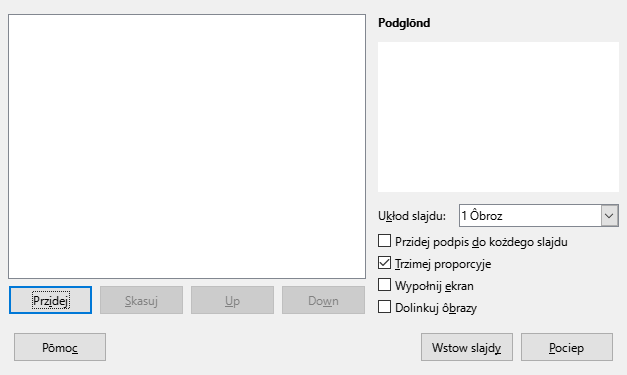 Podglōnd
Ukłod slajdu:
1 Ôbroz
Przidej podpis do kożdego slajdu
Trzimej proporcyje
Wypołnij ekran
Dolinkuj ôbrazy
Przidej
Skasuj
Up
Down
Pōmoc
Wstow slajdy
Pociep